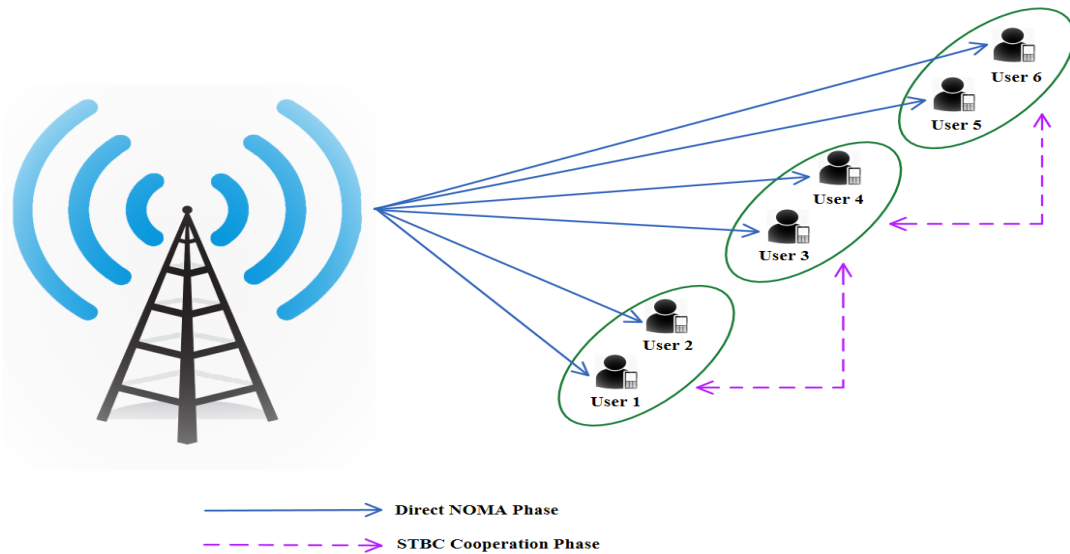 User 6
User 5
User 4
User 3
User 2
User 1
Direct NOMA Phase
STBC Cooperation Phase